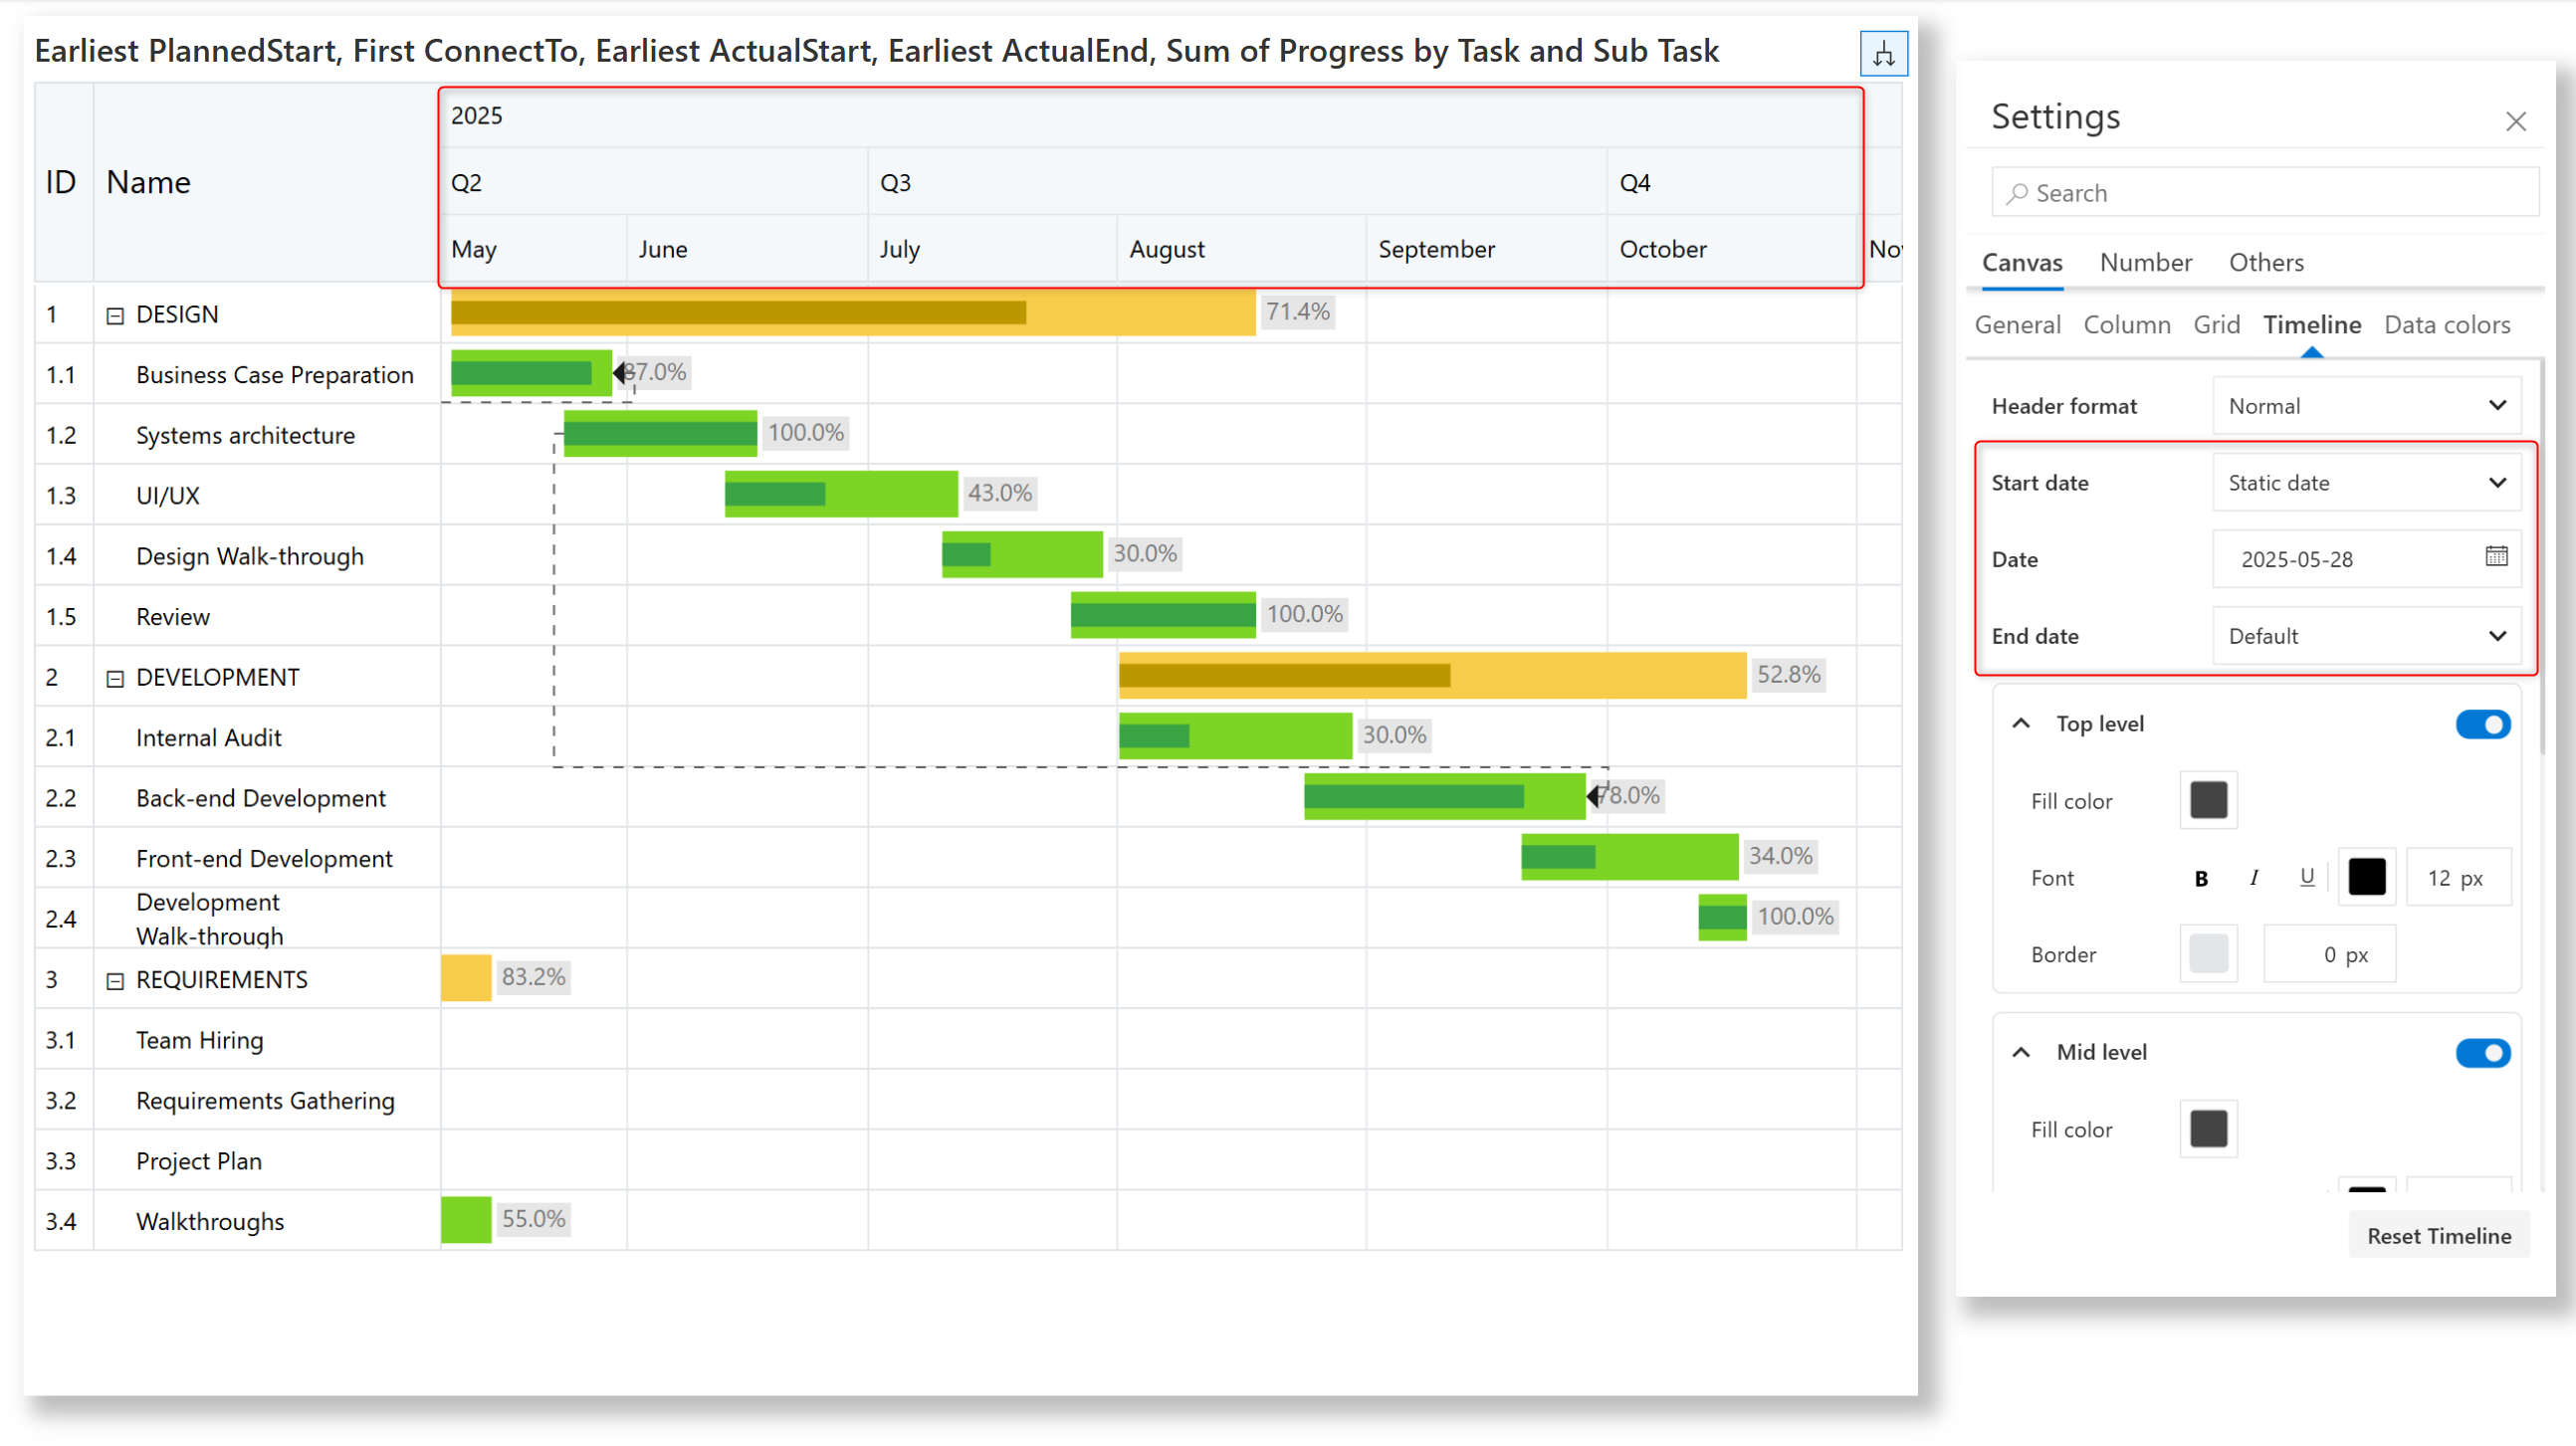 Earliest PlannedStart, First ConnectTo, Earliest ActualStart, Earliest ActualEnd, Sum of Progress by Task and Sub Task
ID Name
2025
Q2 Q3 Q4
May June July August September October Nov
1 DESIGN 71.4%
1.1 Business Case Preparation 87.0%
1.2 Systems architecture 100.0%
1.3 UI/UX 43.0%
1.4 Design Walk-through 30.0%
1.5 Review 100.0%
2 DEVELOPMENT 52.8%
2.1 Internal Audit 30.0%
2.2 Back-end Development 78.0%
2.3 Front-end Development 34.0%
2.4 Development
Walk-through 100.0%
3 REQUIREMENTS 83.2%
3.1 Team Hiring
3.2 Requirements Gathering
3.3 Project Plan
3.4 Walkthroughs 55.0%
Settings
Search
Canvas Number Others
General Column Grid Timeline Data colors
Header format Normal
Start date Static date
Date 2025-05-28
End date Default
Top level
Fill color
Font B I U 12 px
Border 0 px
Mid level
Fill color
Reset Timeline